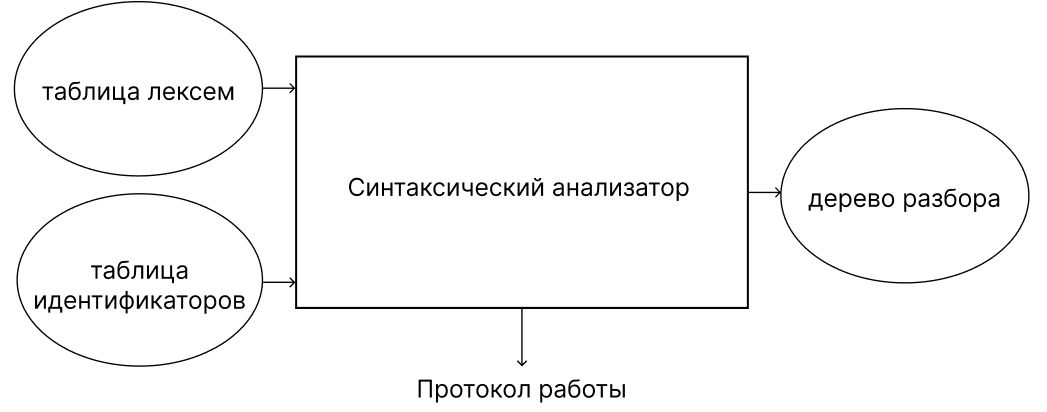 таблица лексем
Синтаксический анализатор
дерево разбора
таблица
идентификаторов
Протокол работы